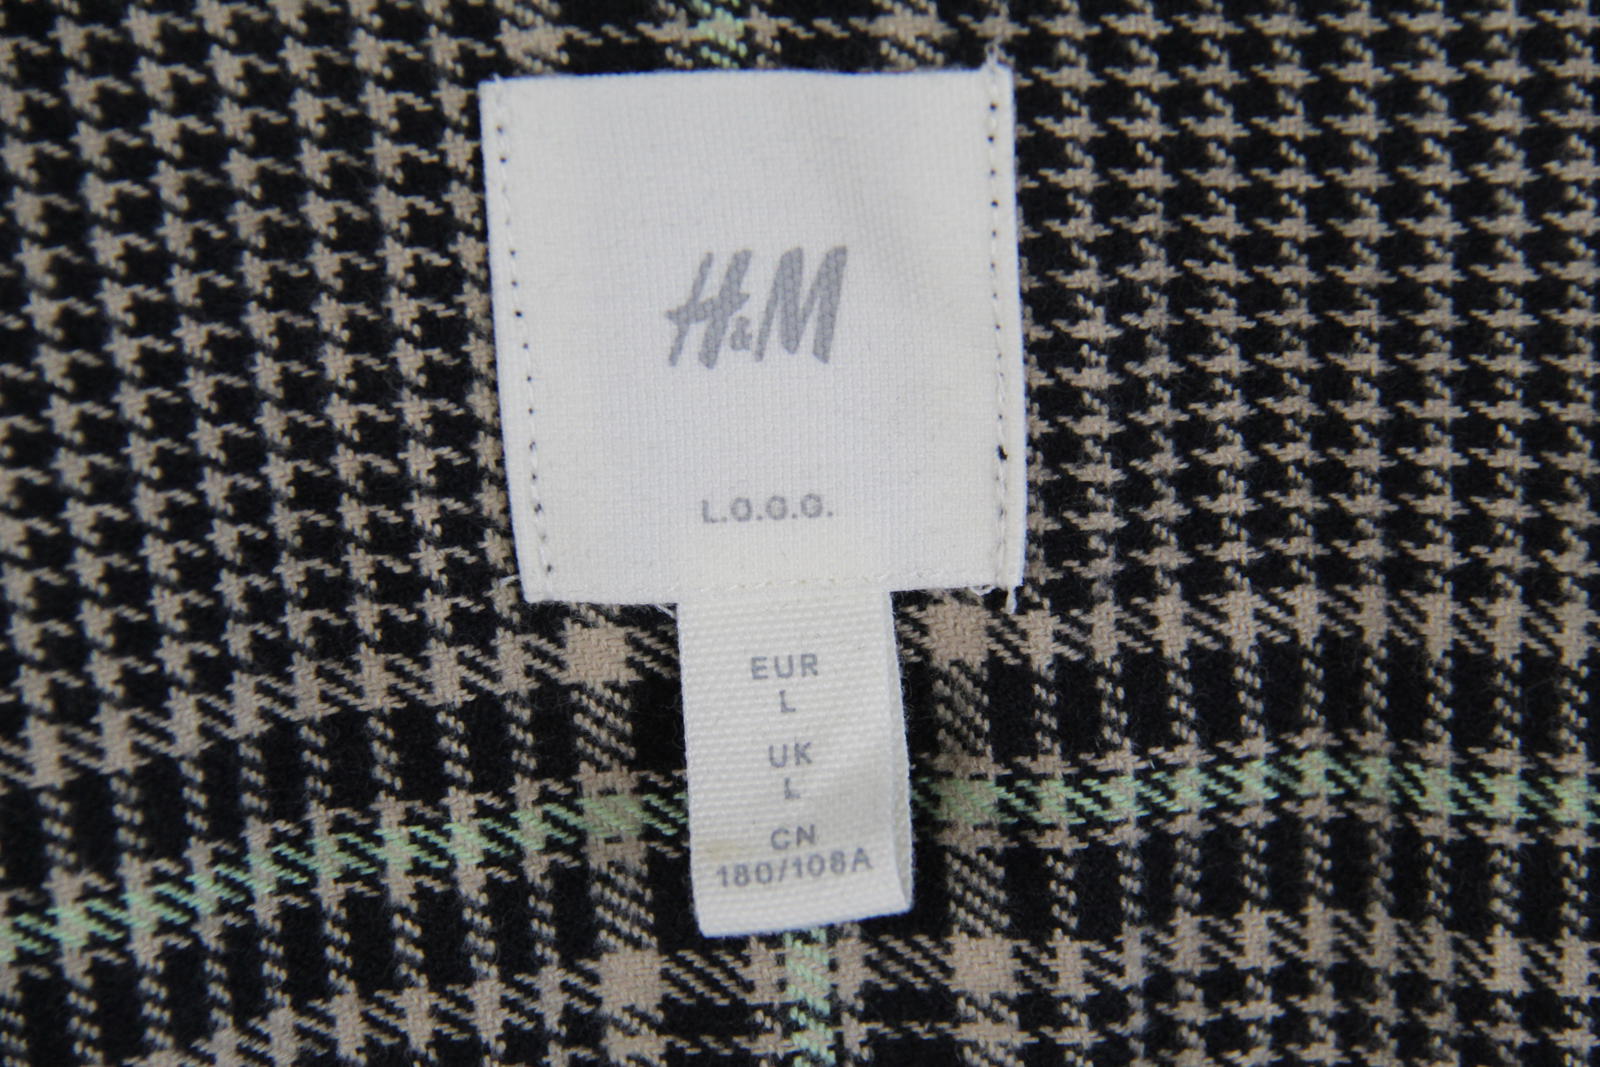 H&M
L.O.G.G.
EUR
L
UK
L
CN
180/108A